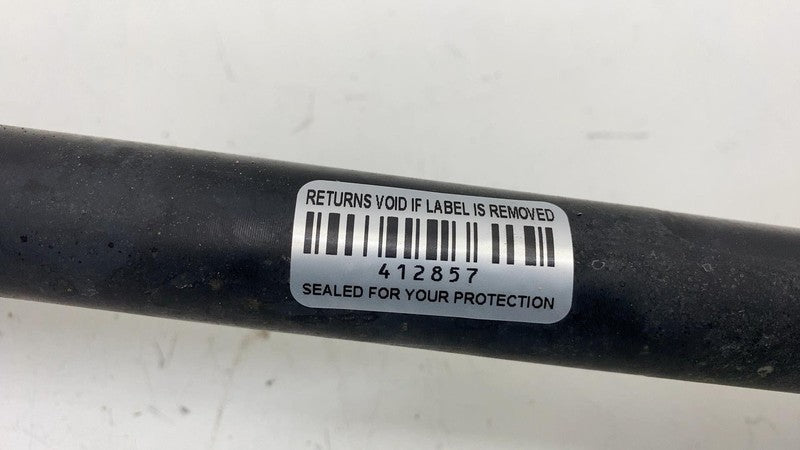 RETURNS VOID IF LABEL IS REMOVED
412857
SEALED FOR YOUR PROTECTION